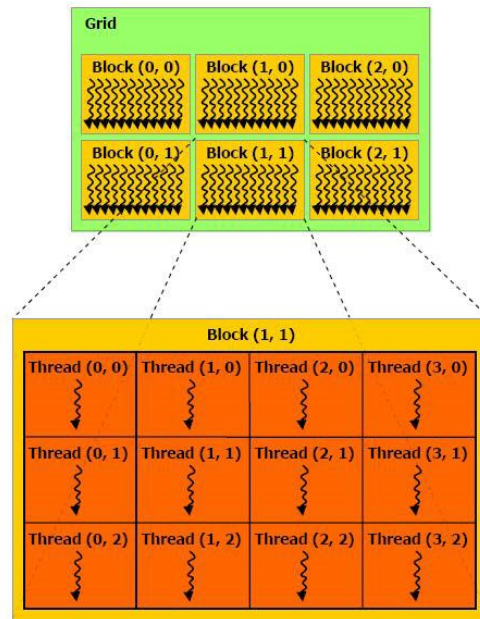 Grid
Block (0, 0) Block (1, 0) Block (2, 0)
Block (0, 1) Block (1, 1) Block (2, 1)
Block (1, 1)
Thread (0, 0) Thread (1, 0) Thread (2, 0) Thread (3, 0)
Thread (0, 1) Thread (1, 1) Thread (2, 1) Thread (3, 1)
Thread (0, 2) Thread (1, 2) Thread (2, 2) Thread (3, 2)